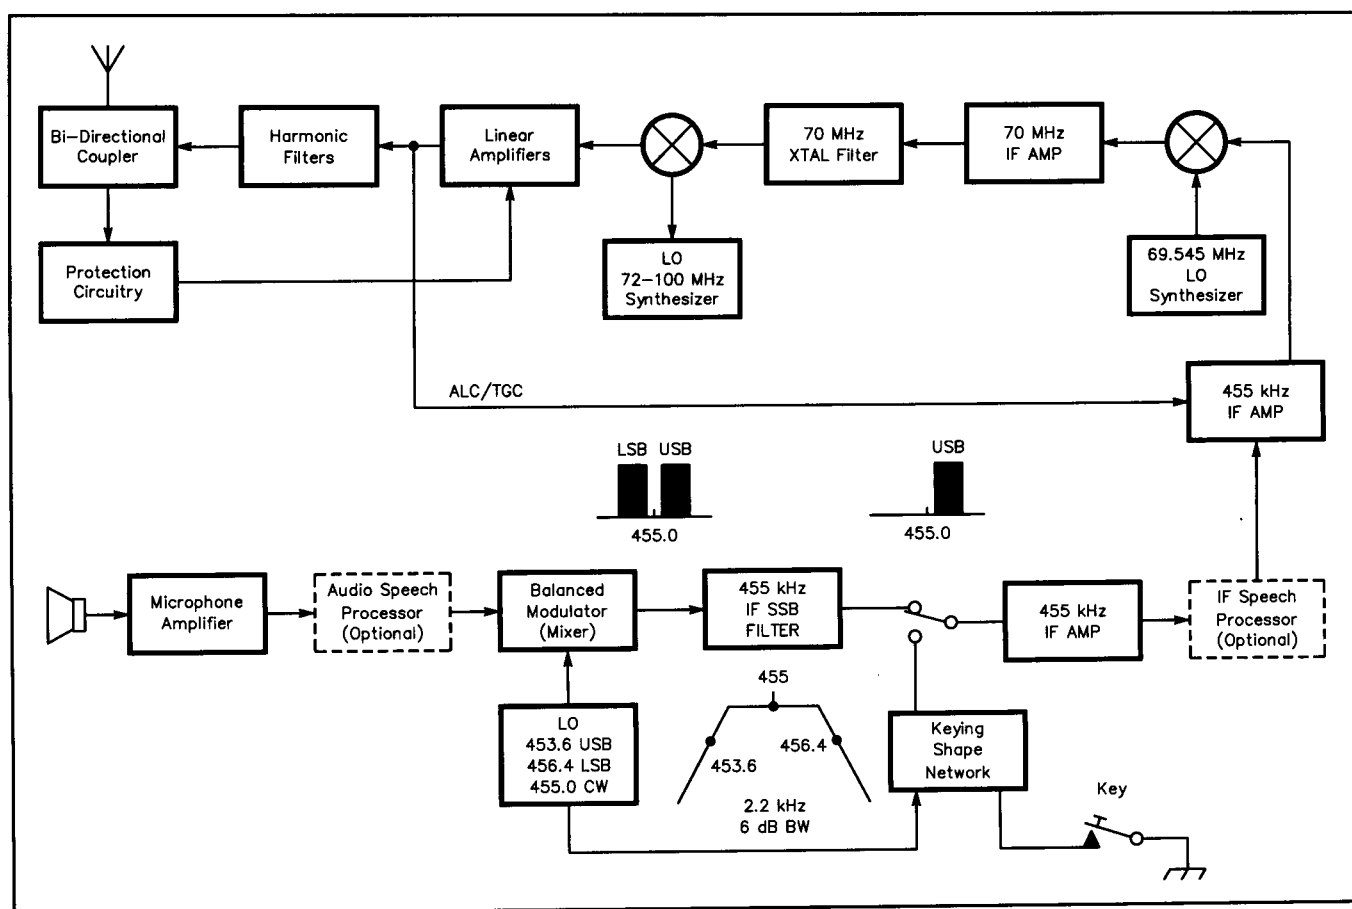 Bi-Directional
Coupler
Harmonic
Filters
Linear
Amplifiers
70 MHz
XTAL Filter
70 MHz
IF AMP
Protection
Circuitry
LO
72-100 MHz
Synthesizer
69.545 MHz
LO
Synthesizer
ALC/TGC
455 kHz
IF AMP
LSB USB
455.0
USB
455.0
Microphone
Amplifier
Audio Speech
Processor
(Optional)
Balanced
Modulator
(Mixer)
455 kHz
IF SSB
FILTER
455 kHz
IF AMP
IF Speech
Processor
(Optional)
LO
453.6 USB
456.4 LSB
455.0 CW
455
453.6
456.4
2.2 kHz
6 dB BW
Keying
Shape
Network
Key